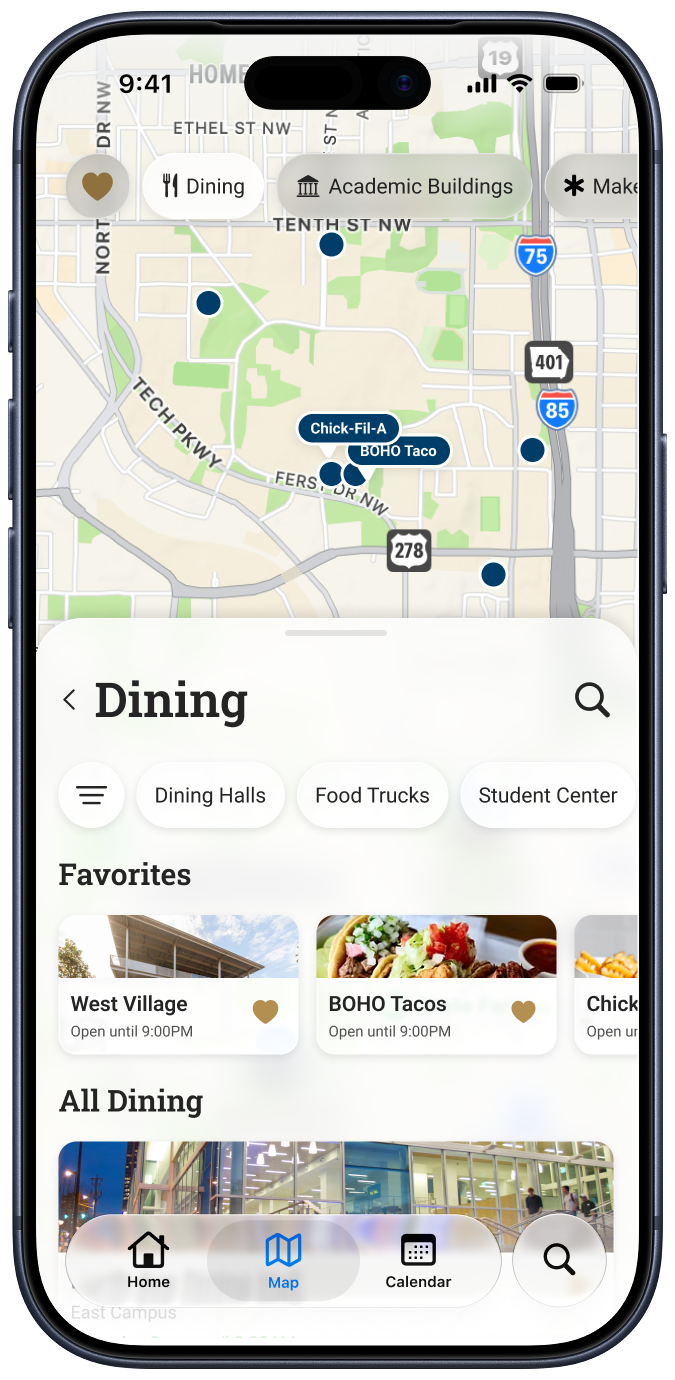 9:41
HOME
19
DR NW
ETHEL ST NW
Dining
Academic Buildings
Make
NORT
TENTH ST NW
75
401
85
TECH PKWY
Chick-Fil-A
BOHO Taco
FERST DR NW
278
Dining
Dining Halls
Food Trucks
Student Center
Favorites
West Village
Open until 9:00PM
BOHO Tacos
Open until 9:00PM
Chick
Open un
All Dining
Home
Map
Calendar
East Campus